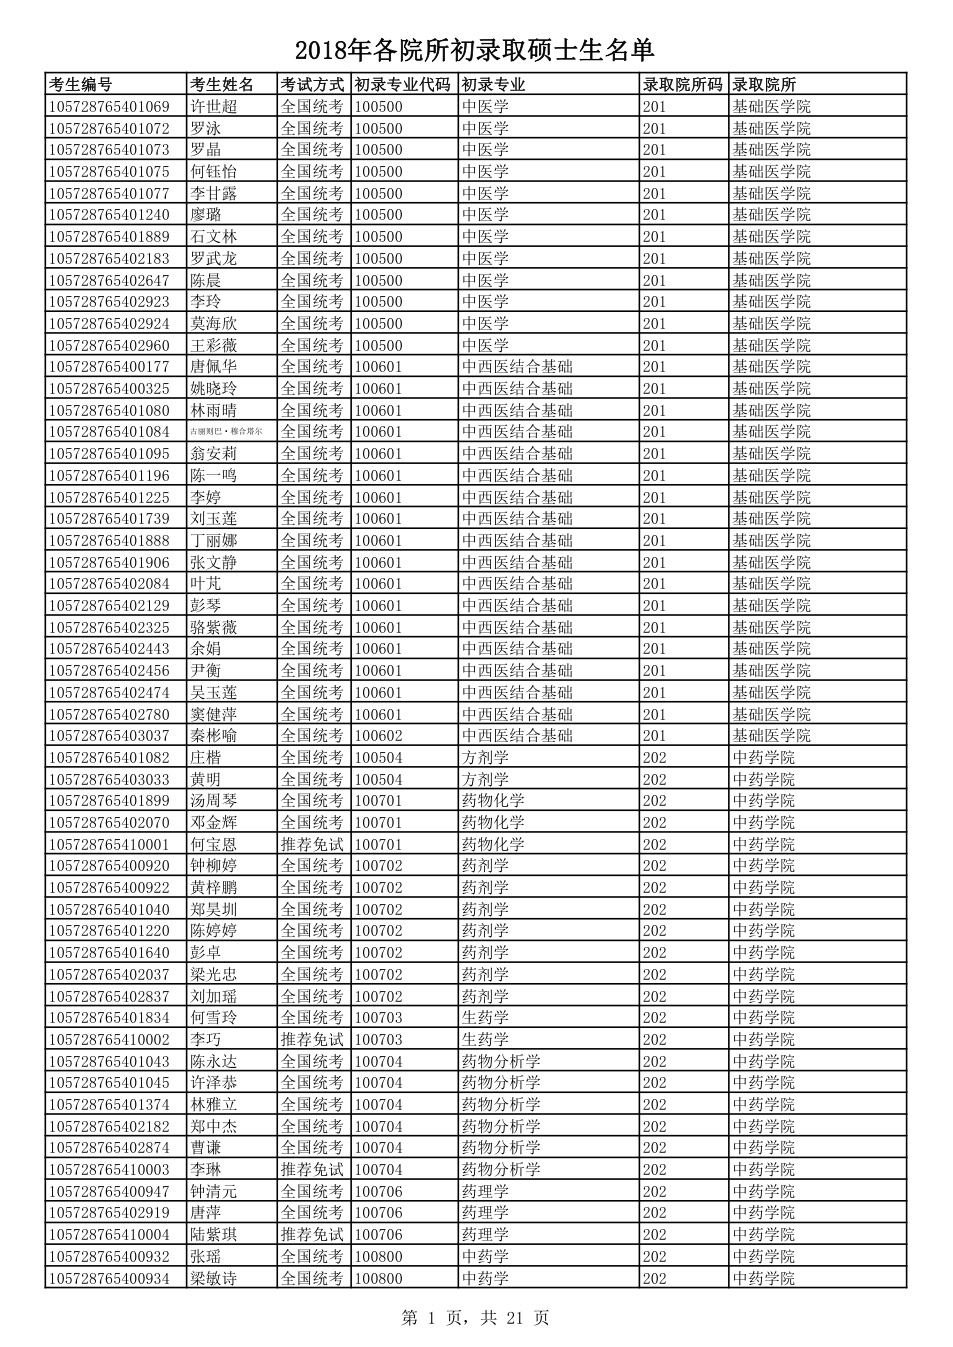 2018年各院所初录取硕士生名单
考生编号 考生姓名 考试方式 初录专业代码 初录专业 录取院所码 录取院所
105728765401069 许世超 全国统考 100500 中医学 201 基础医学院
105728765401072 罗泳 全国统考 100500 中医学 201 基础医学院
105728765401073 罗晶 全国统考 100500 中医学 201 基础医学院
105728765401075 何钰怡 全国统考 100500 中医学 201 基础医学院
105728765401077 李甘露 全国统考 100500 中医学 201 基础医学院
105728765401240 廖璐 全国统考 100500 中医学 201 基础医学院
105728765401889 石文林 全国统考 100500 中医学 201 基础医学院
105728765402183 罗武龙 全国统考 100500 中医学 201 基础医学院
105728765402647 陈晨 全国统考 100500 中医学 201 基础医学院
105728765402923 李玲 全国统考 100500 中医学 201 基础医学院
105728765402924 莫海欣 全国统考 100500 中医学 201 基础医学院
105728765402960 王彩薇 全国统考 100500 中医学 201 基础医学院
105728765400177 唐佩华 全国统考 100601 中西医结合基础 201 基础医学院
105728765400325 姚晓玲 全国统考 100601 中西医结合基础 201 基础医学院
105728765401080 林雨晴 全国统考 100601 中西医结合基础 201 基础医学院
105728765401084 古丽则巴·穆合塔尔 全国统考 100601 中西医结合基础 201 基础医学院
105728765401095 翁安莉 全国统考 100601 中西医结合基础 201 基础医学院
105728765401196 陈一鸣 全国统考 100601 中西医结合基础 201 基础医学院
105728765401225 李婷 全国统考 100601 中西医结合基础 201 基础医学院
105728765401739 刘玉莲 全国统考 100601 中西医结合基础 201 基础医学院
105728765401888 丁丽娜 全国统考 100601 中西医结合基础 201 基础医学院
105728765401906 张文静 全国统考 100601 中西医结合基础 201 基础医学院
105728765402084 叶芃 全国统考 100601 中西医结合基础 201 基础医学院
105728765402129 彭琴 全国统考 100601 中西医结合基础 201 基础医学院
105728765402325 骆紫薇 全国统考 100601 中西医结合基础 201 基础医学院
105728765402443 余娟 全国统考 100601 中西医结合基础 201 基础医学院
105728765402456 尹衡 全国统考 100601 中西医结合基础 201 基础医学院
105728765402474 吴玉莲 全国统考 100601 中西医结合基础 201 基础医学院
105728765402780 窦健萍 全国统考 100601 中西医结合基础 201 基础医学院
105728765403037 秦彬喻 全国统考 100602 中西医结合基础 201 基础医学院
105728765401082 庄楷 全国统考 100504 方剂学 202 中药学院
105728765403033 黄明 全国统考 100504 方剂学 202 中药学院
105728765401899 汤周琴 全国统考 100701 药物化学 202 中药学院
105728765402070 邓金辉 全国统考 100701 药物化学 202 中药学院
105728765410001 何宝恩 推荐免试 100701 药物化学 202 中药学院
105728765400920 钟柳婷 全国统考 100702 药剂学 202 中药学院
105728765400922 黄梓鹏 全国统考 100702 药剂学 202 中药学院
105728765401040 郑昊圳 全国统考 100702 药剂学 202 中药学院
105728765401220 陈婷婷 全国统考 100702 药剂学 202 中药学院
105728765401640 彭卓 全国统考 100702 药剂学 202 中药学院
105728765402037 梁光忠 全国统考 100702 药剂学 202 中药学院
105728765402837 刘加瑶 全国统考 100702 药剂学 202 中药学院
105728765401834 何雪玲 全国统考 100703 生药学 202 中药学院
105728765410002 李巧 推荐免试 100703 生药学 202 中药学院
105728765401043 陈永达 全国统考 100704 药物分析学 202 中药学院
105728765401045 许泽恭 全国统考 100704 药物分析学 202 中药学院
105728765401374 林雅立 全国统考 100704 药物分析学 202 中药学院
105728765402182 郑中杰 全国统考 100704 药物分析学 202 中药学院
105728765402874 曹谦 全国统考 100704 药物分析学 202 中药学院
105728765410003 李琳 推荐免试 100704 药物分析学 202 中药学院
105728765400947 钟清元 全国统考 100706 药理学 202 中药学院
105728765402919 唐萍 全国统考 100706 药理学 202 中药学院
105728765410004 陆紫琪 推荐免试 100706 药理学 202 中药学院
105728765400932 张瑶 全国统考 100800 中药学 202 中药学院
105728765400934 梁敏诗 全国统考 100800 中药学 202 中药学院
第 1 页，共 21 页